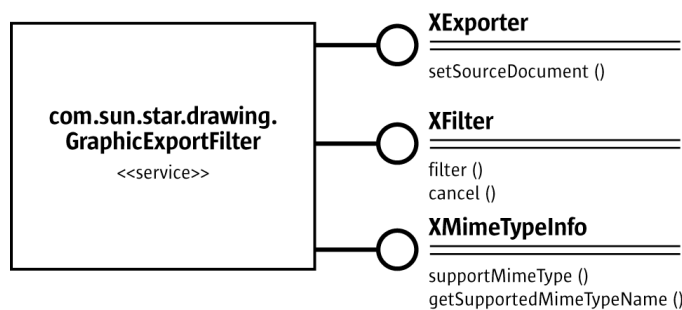 com.sun.star.drawing.
GraphicExportFilter
<<service>>
XExporter
setSourceDocument ()
XFilter
filter ()
cancel ()
XMimeTypeInfo
supportMimeType ()
getSupportedMimeTypeName ()